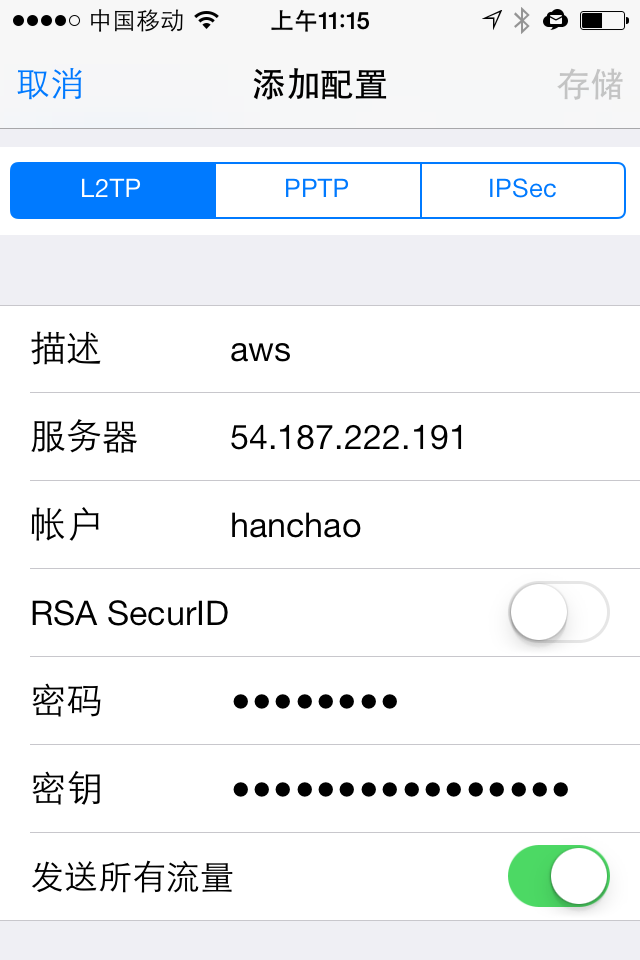 中国移动 上午11:15
取消 添加配置 存储
L2TP PPTP IPSec
描述 aws
服务器 54.187.222.191
帐户 hanchao
RSA SecurID
密码 ●●●●●●●●
密钥 ●●●●●●●●●●●●●●●●
发送所有流量